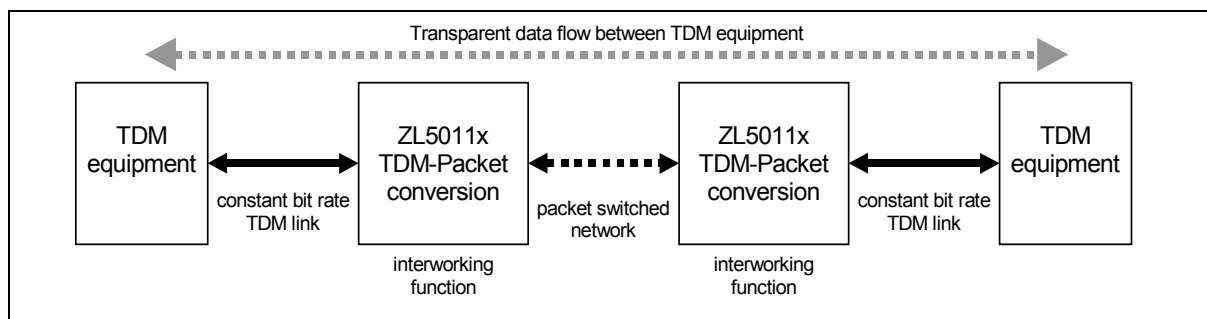 Transparent data flow between TDM equipment
TDM
equipment
constant bit rate
TDM link
ZL5011x
TDM-Packet
conversion
interworking
function
packet switched
network
ZL5011x
TDM-Packet
conversion
interworking
function
constant bit rate
TDM link
TDM
equipment